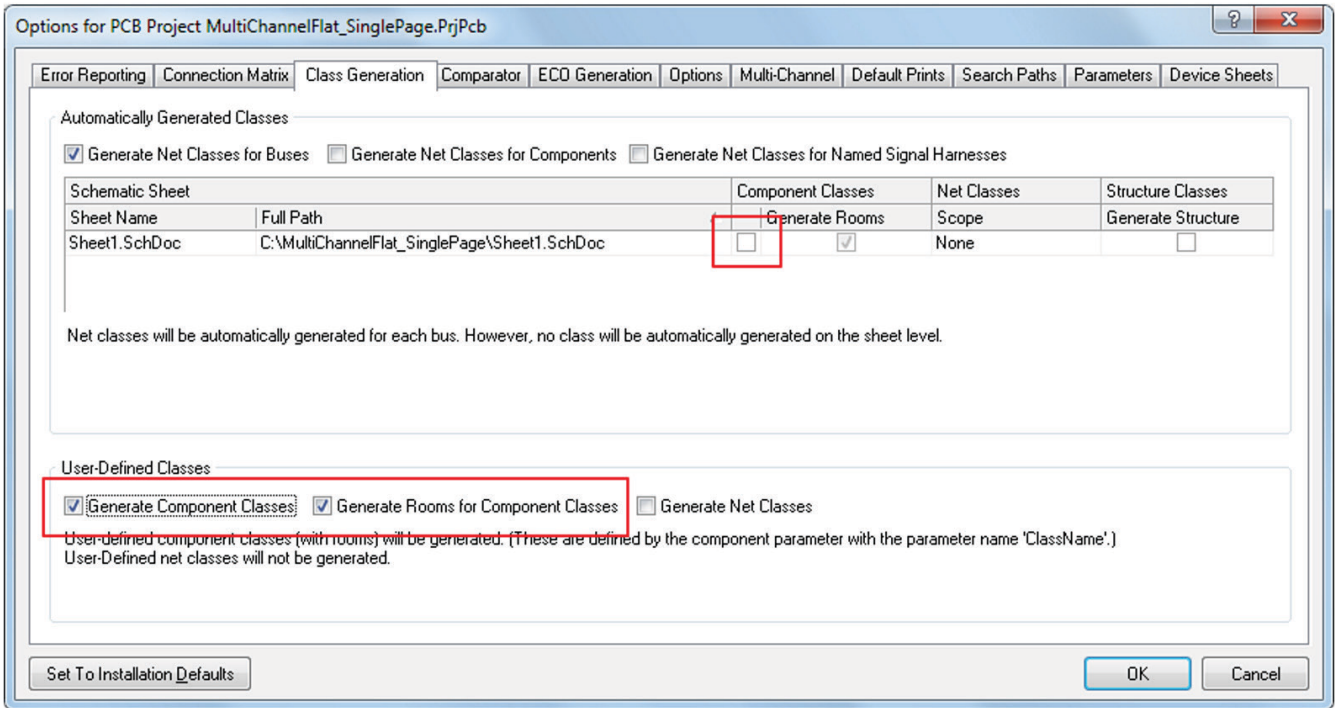 Options for PCB Project MultiChannelFlat_SinglePage.PrjPcb
Error Reporting Connection Matrix Class Generation Comparator ECO Generation Options Multi-Channel Default Prints Search Paths Parameters Device Sheets
Automatically Generated Classes
Generate Net Classes for Buses Generate Net Classes for Components Generate Net Classes for Named Signal Harnesses
Schematic Sheet Component Classes Net Classes Structure Classes
Sheet Name Full Path Generate Rooms Scope Generate Structure
Sheet1.SchDoc C:\MultiChannelFlat_SinglePage\Sheet1.SchDoc None
Net classes will be automatically generated for each bus. However, no class will be automatically generated on the sheet level.
User-Defined Classes
Generate Component Classes Generate Rooms for Component Classes Generate Net Classes
User-defined component classes (with rooms) will be generated. (These are defined by the component parameter with the parameter name 'ClassName'.)
User-Defined net classes will not be generated.
Set To Installation Defaults OK Cancel